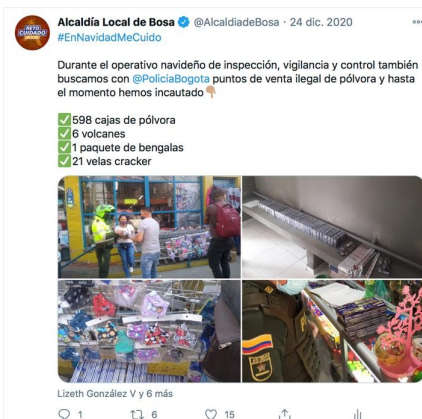 RETO CUIDADO
Alcaldía Local de Bosa @AlcaldiadeBosa · 24 dic. 2020
#EnNavidadMeCuido
Durante el operativo navideño de inspección, vigilancia y control también
buscamos con @PoliciaBogota puntos de venta ilegal de pólvora y hasta
el momento hemos incautado👇🏽
✅598 cajas de pólvora
✅6 volcanes
✅1 paquete de bengalas
✅21 velas cracker
Lizeth González V y 6 más
1 6 15